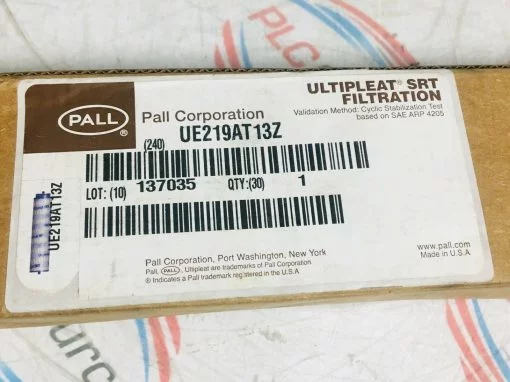 PALL®
Pall Corporation
ULTIPLEAT® SRT
FILTRATION
Validation Method: Cyclic Stabilization Test
based on SAE ARP 4205
(240) UE219AT13Z
LOT: (10) 137035 QTY:(30) 1
UE219AT13Z
Pall Corporation, Port Washington, New York
Pall, PALL, Ultipleat are trademarks of Pall Corporation
® Indicates a Pall trademark registered in the U.S.A
www.pall.com
Made in U.S.A
PLC
urc